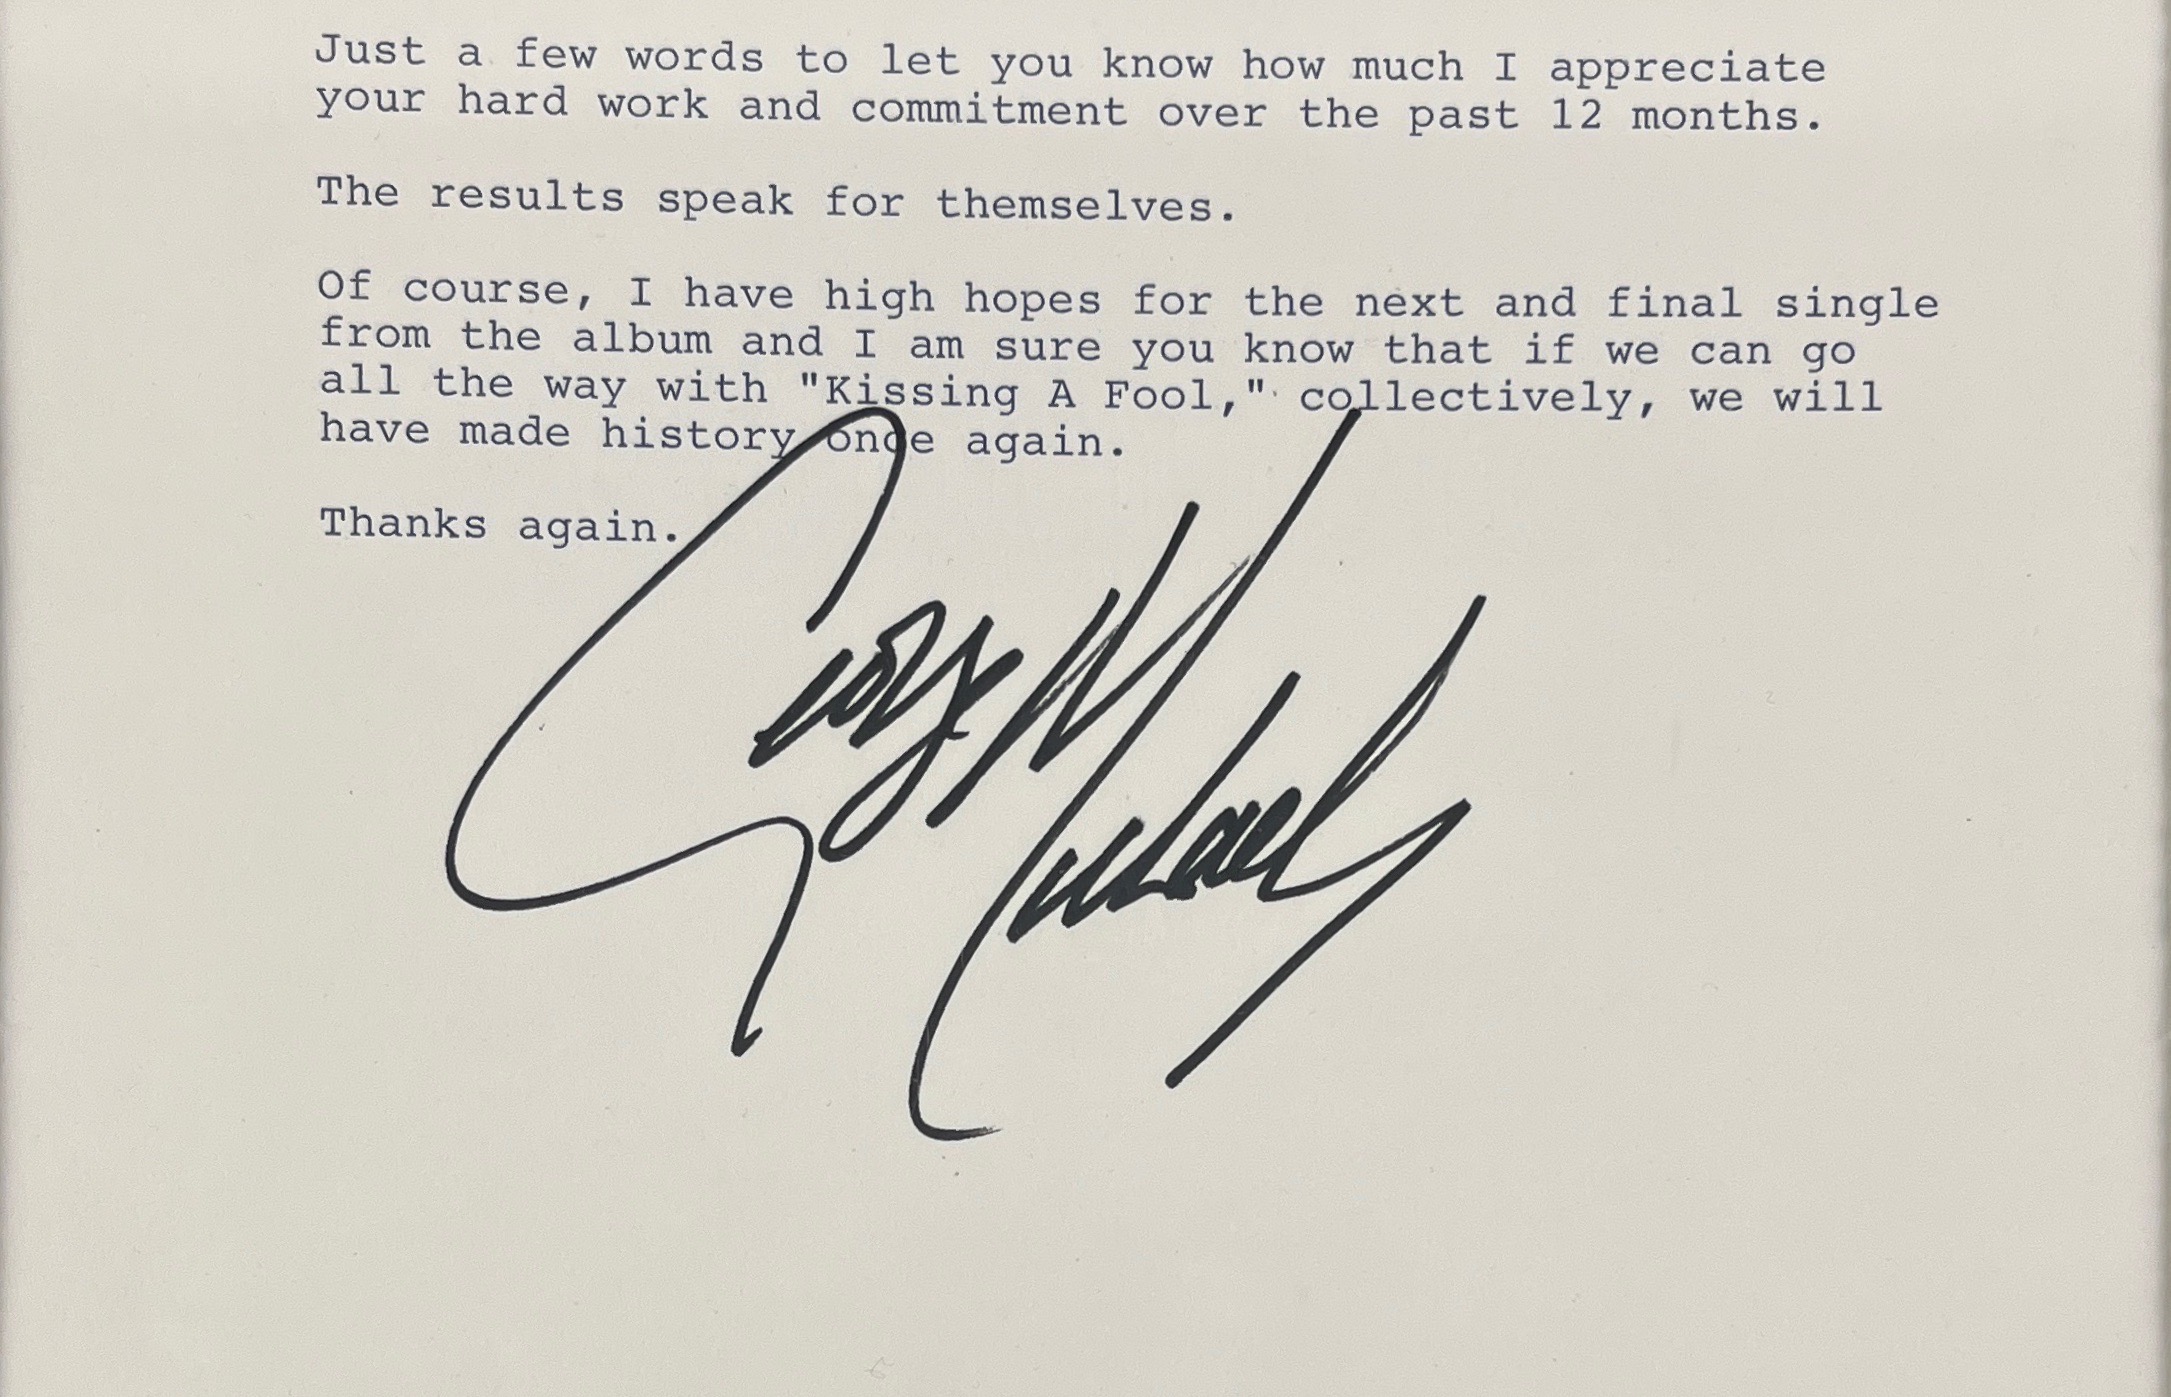 Just a few words to let you know how much I appreciate
your hard work and commitment over the past 12 months.
The results speak for themselves.
Of course, I have high hopes for the next and final single
from the album and I am sure you know that if we can go
all the way with "Kissing A Fool," collectively, we will
have made history once again.
Thanks again.
George Michael